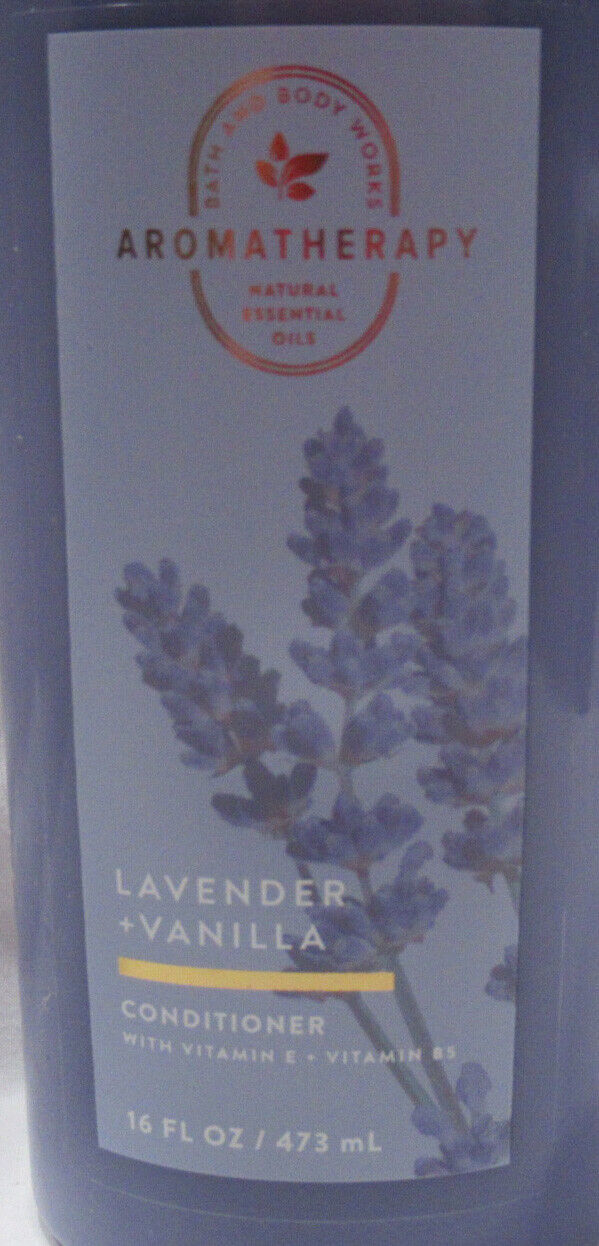 BATH AND BODY WORKS
AROMATHERAPY
NATURAL
ESSENTIAL
OILS
LAVENDER
+VANILLA
CONDITIONER
WITH VITAMIN E + VITAMIN B5
16 FL OZ / 473 mL